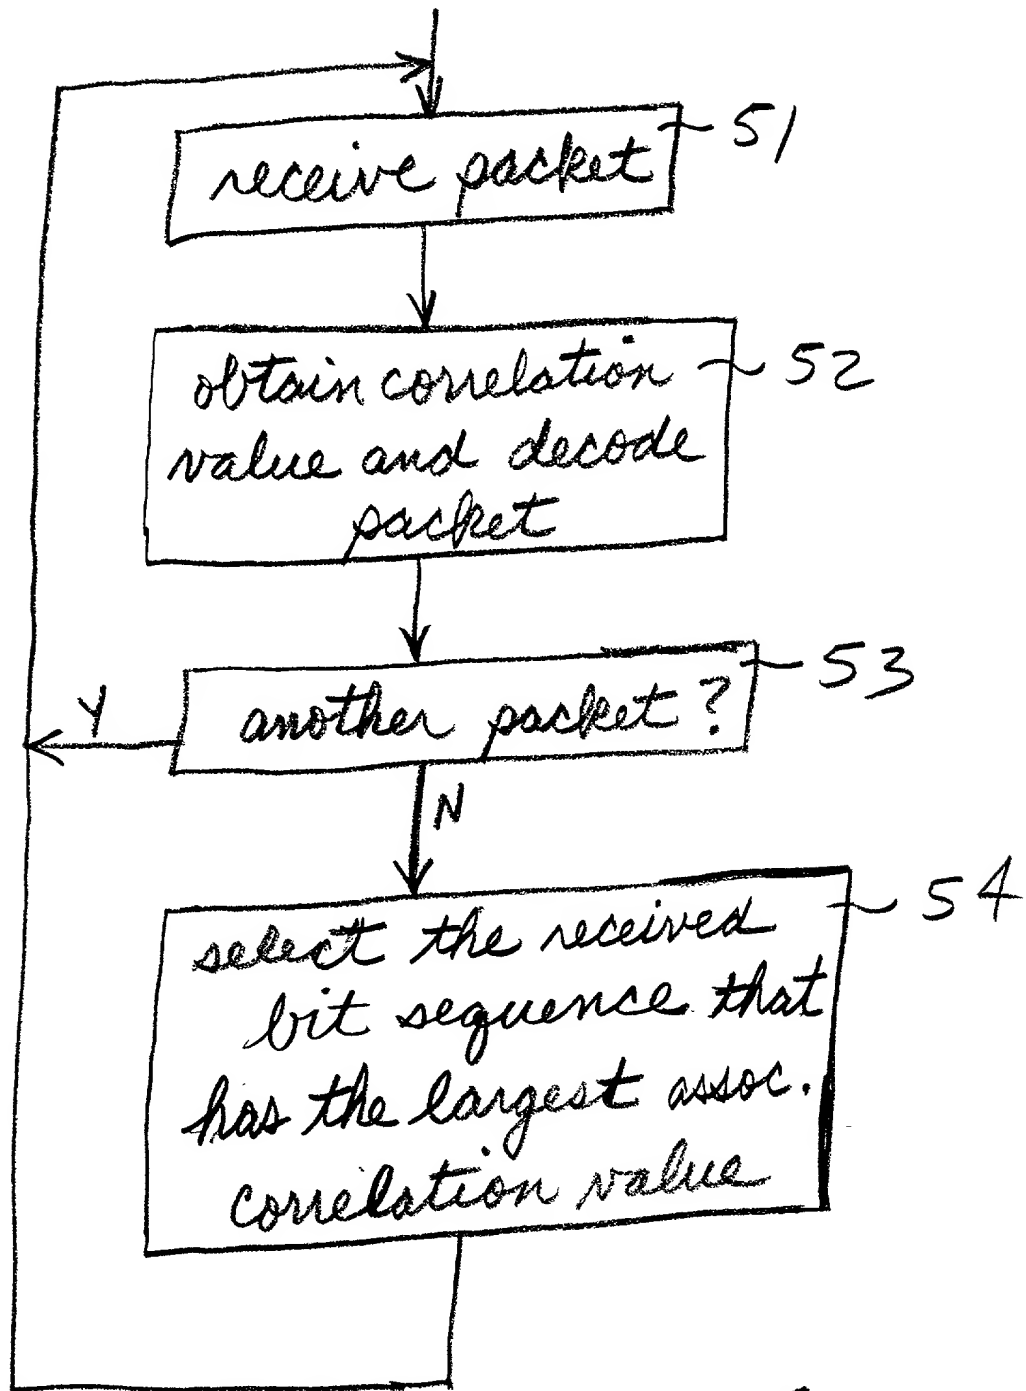 receive packet
51
obtain correlation
value and decode
packet
52
another packet?
53
Y
N
select the received
bit sequence that
has the largest assoc.
correlation value
54